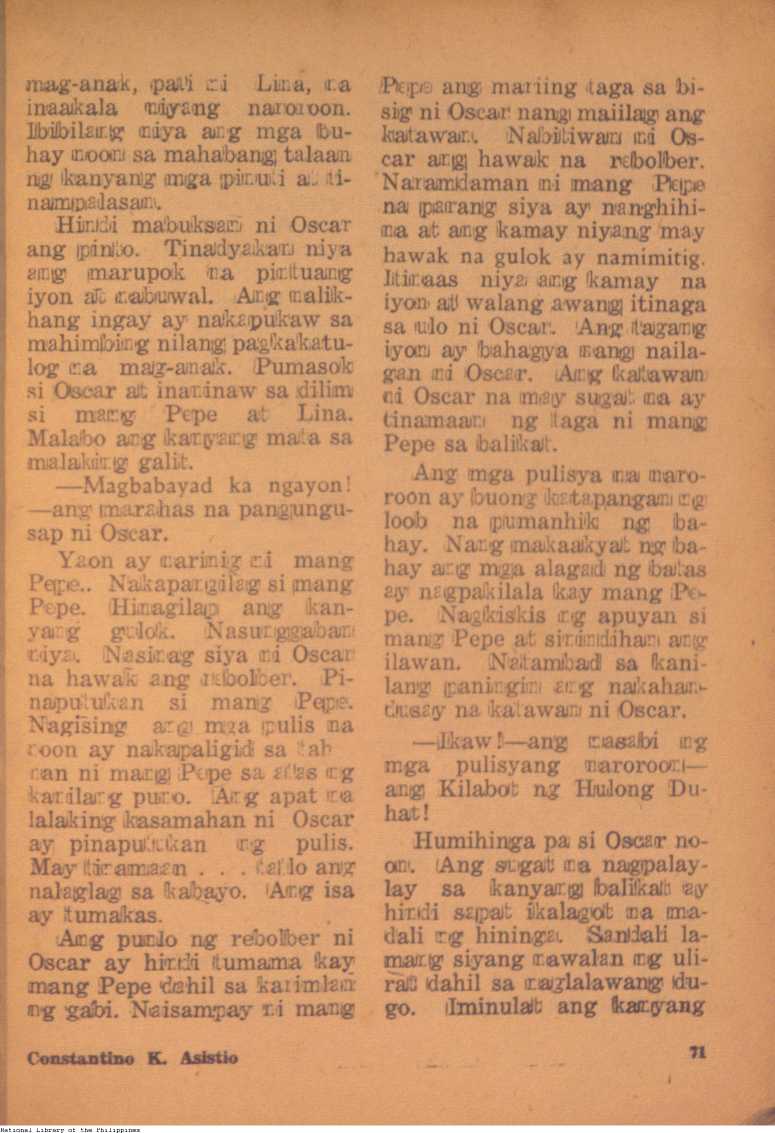 mag-anak, pati ni Lina, na
inaakala niyang naroroon.
Ibibilang niya ang mga bu-
hay noon sa mahabang talaan
ng kanyang mga pinuti at ti-
nampalasan.
Hindi mabuksan ni Oscar
ang pinto. Tinadyakan niya
ang marupok na pintuang
iyon at nabuwal. Ang malik-
hang ingay ay nakapukaw sa
mahimbing nilang pagkakatu-
log na mag-anak. Pumasok
si Oscar at inaninaw sa dilim
si mang Pepe at Lina.
Malabo ang kanyang mata sa
malaking galit.
—Magbabayad ka ngayon!
—ang marahas na pangungu-
sap ni Oscar.
Yaon ay narinig ni mang
Pepe.. Nakapangilag si mang
Pepe. Hinagilap ang kan-
yang gulok. Nasunggaban
niya. Nasinag siya ni Oscar
na hawak ang rebolber. Pi-
naputukan si mang Pepe.
Nagising ang mga pulis na
roon ay nakapaligid sa tah
nan ni mang Pepe sa atas ng
kanilang puno. Ang apat na
lalaking kasamahan ni Oscar
ay pinaputukan ng pulis.
May tinamaan . . . tatlo ang
nalaglag sa kabayo. Ang isa
ay tumakas.
Ang punlo ng rebolber ni
Oscar ay hindi tumama kay
mang Pepe dahil sa karimlan
ng gabi. Naisampay ni mang
Pepe ang mariing taga sa bi-
sig ni Oscar nang maiilag ang
katawan. Nabitiwan ni Os-
car ang hawak na rebolber.
Naramdaman ni mang Pepe
na parang siya ay nanghihi-
na at ang kamay niyang may
hawak na gulok ay namimitig.
Itinaas niya ang kamay na
iyon at walang awang itinaga
sa ulo ni Oscar. Ang tagang
iyon ay bahagya nang naila-
gan ni Oscar. Ang katawan
ni Oscar na may sugat na ay
tinamaan ng taga ni mang
Pepe sa balikat.
Ang mga pulisya na naro-
roon ay buong katapangan ng
loob na pumanhik ng ba-
hay. Nang makaakyat ng ba-
hay ang mga alagad ng batas
ay nagpakilala kay mang Pe-
pe. Nagkiskis ng apuyan si
mang Pepe at sinindihan ang
ilawan. Natambad sa kani-
lang paningin ang nakahan-
dusay na katawan ni Oscar.
—Ikaw!—ang nasabi ng
mga pulisyang naroroon—
ang Kilabot ng Hulong Du-
hat!
Humihinga pa si Oscar no-
on. Ang sugat na nagpalay-
lay sa kanyang balikat ay
hindi sapat ikalagot na ma-
dali ng hininga. Sandali la-
mang siyang nawalan ng uli-
rat dahil sa naglalawang du-
go. Iminulat ang kanyang
Constantino K. Asistio
71
National Library of the Philippines